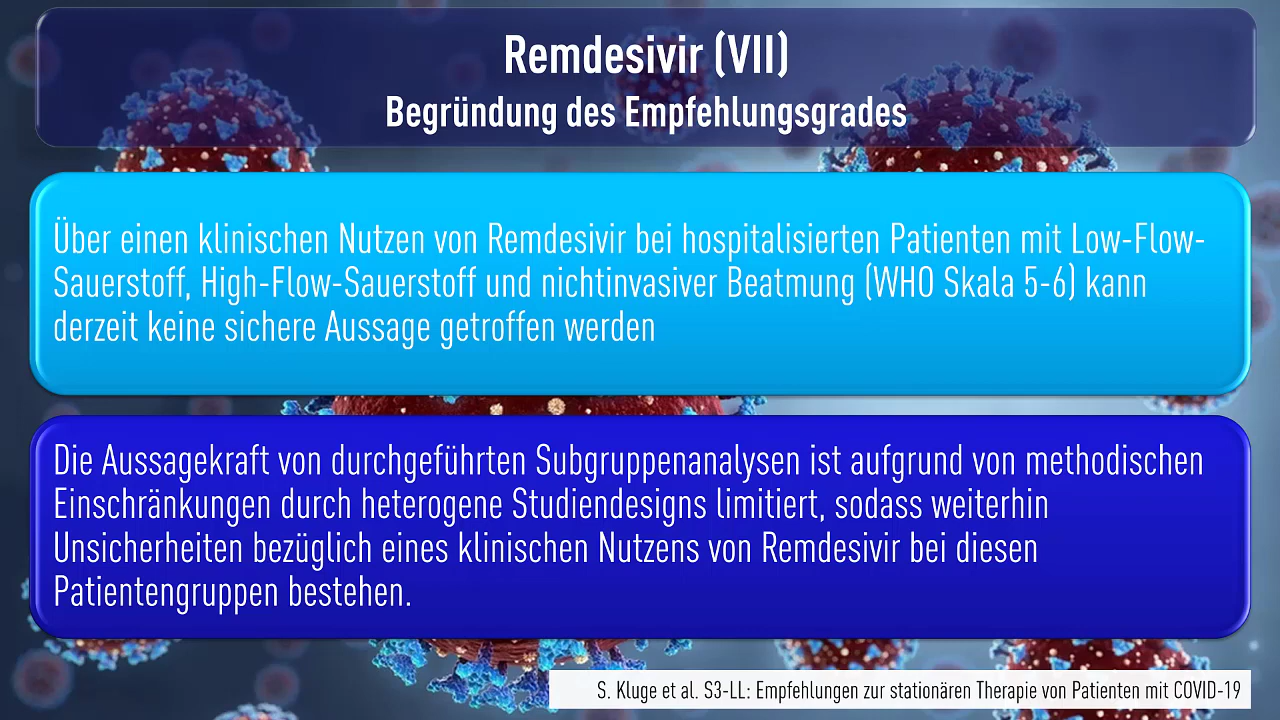 Remdesivir (VII)
Begründung des Empfehlungsgrades
Über einen klinischen Nutzen von Remdesivir bei hospitalisierten Patienten mit Low-Flow-
Sauerstoff, High-Flow-Sauerstoff und nichtinvasiver Beatmung (WHO Skala 5-6) kann
derzeit keine sichere Aussage getroffen werden
Die Aussagekraft von durchgeführten Subgruppenanalysen ist aufgrund von methodischen
Einschränkungen durch heterogene Studiendesigns limitiert, sodass weiterhin
Unsicherheiten bezüglich eines klinischen Nutzens von Remdesivir bei diesen
Patientengruppen bestehen.
S. Kluge et al. S3-LL: Empfehlungen zur stationären Therapie von Patienten mit COVID-19